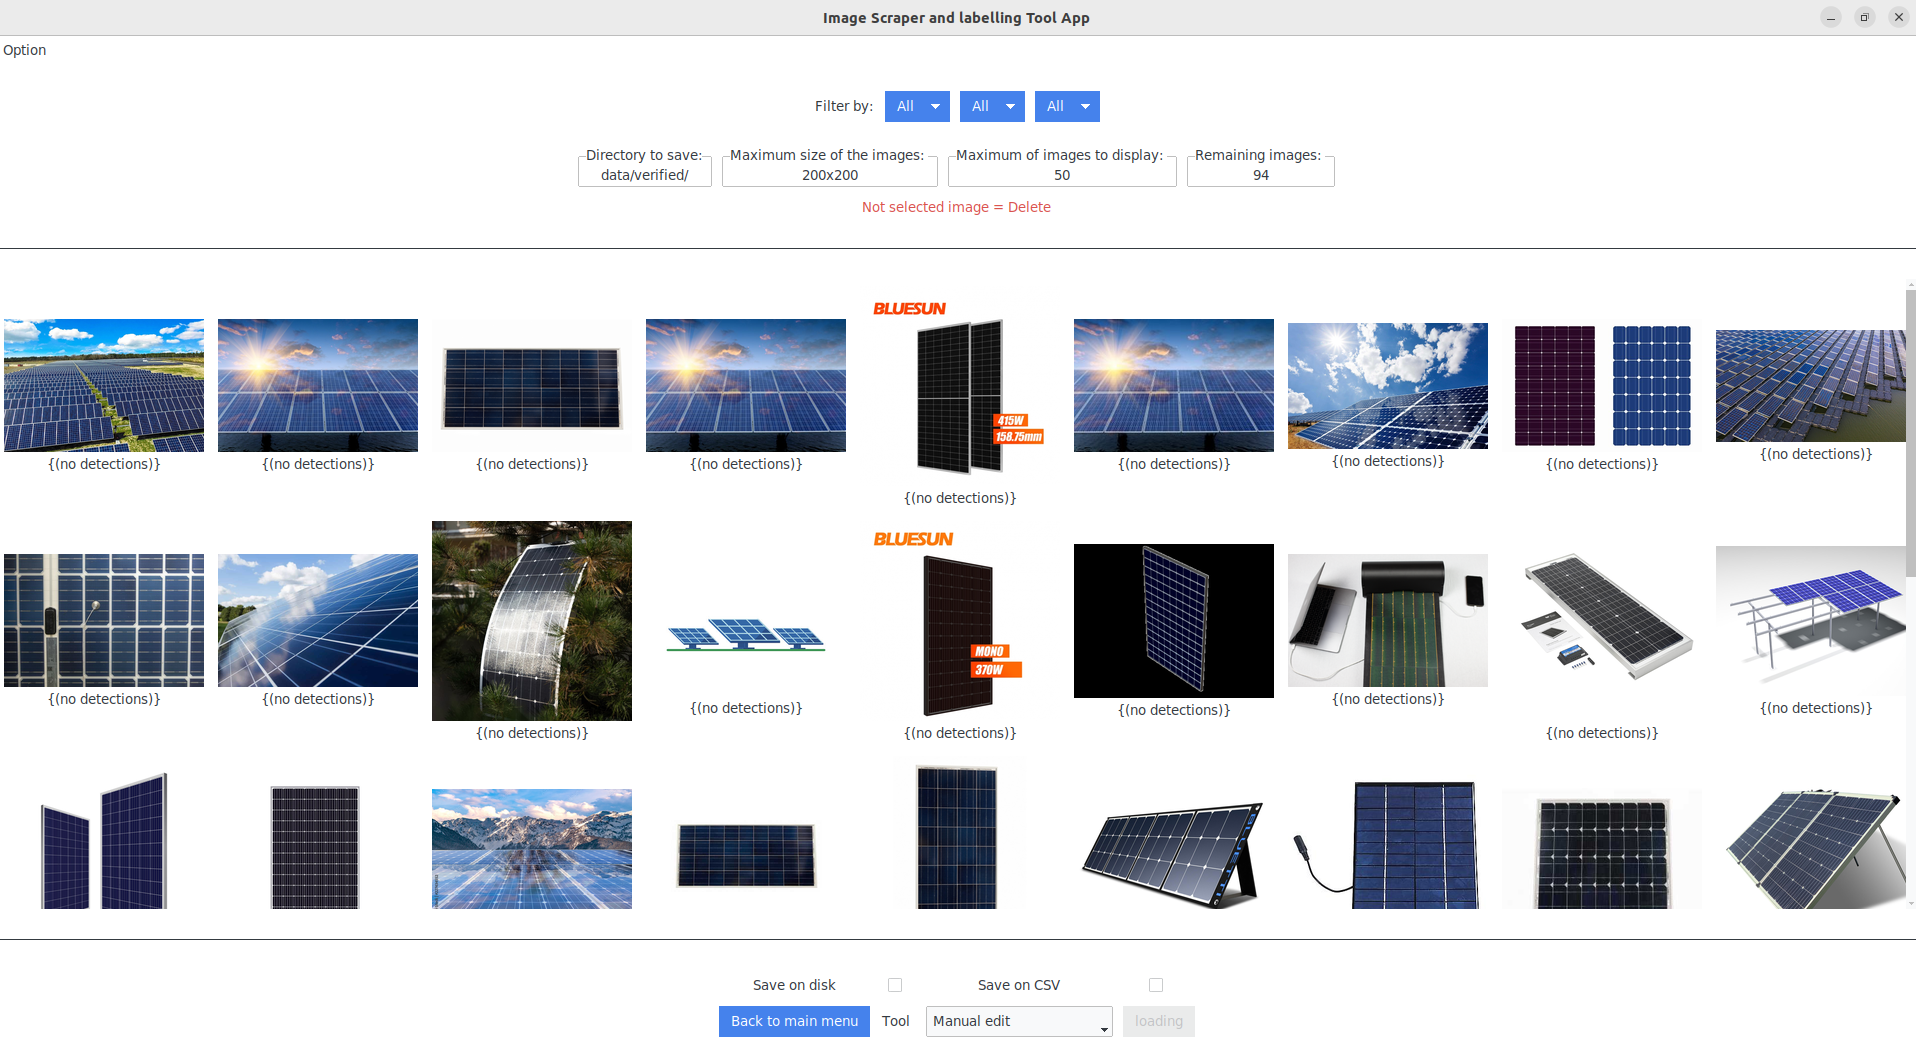 Image Scraper and labelling Tool App
Option
Filter by: All All All
Directory to save: Maximum size of the images: Maximum of images to display: Remaining images:
data/verified/ 200x200 50 94
Not selected image = Delete
BLUESUN
415W
158.75mm
{(no detections)} {(no detections)} {(no detections)} {(no detections)} {(no detections)} {(no detections)} {(no detections)} {(no detections)} {(no detections)}
BLUESUN
MONO
370W
{(no detections)} {(no detections)} {(no detections)} {(no detections)} {(no detections)} {(no detections)} {(no detections)} {(no detections)} {(no detections)}
Save on disk Save on CSV
Back to main menu Tool Manual edit loading